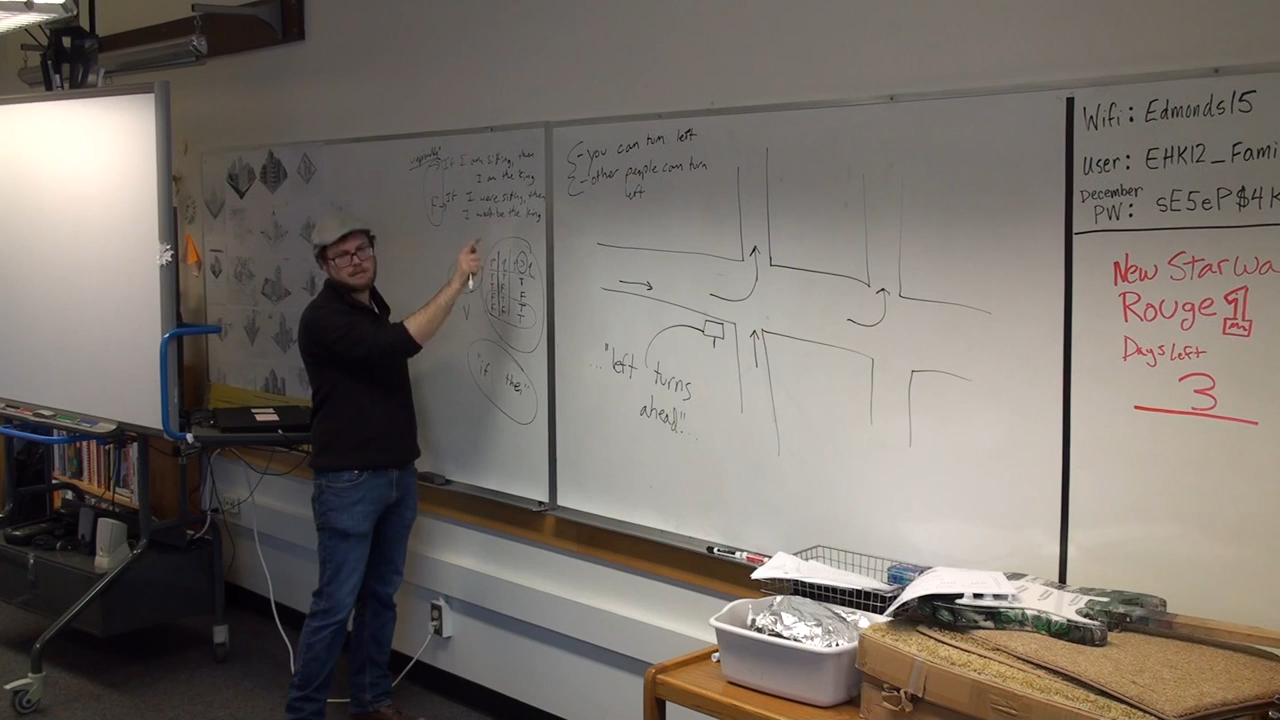 If I am sitting, then
I am the king
If I were sitting, then
I would be the king
T
F
T
T
V
"if then"
- you can turn left
- other people can turn
left
..."left turns
ahead"...
Wifi: Edmonds15
User: EHK12_Fami
December
PW: sE5eP$4K
New Star Wa
Rouge 1
Days Left
3